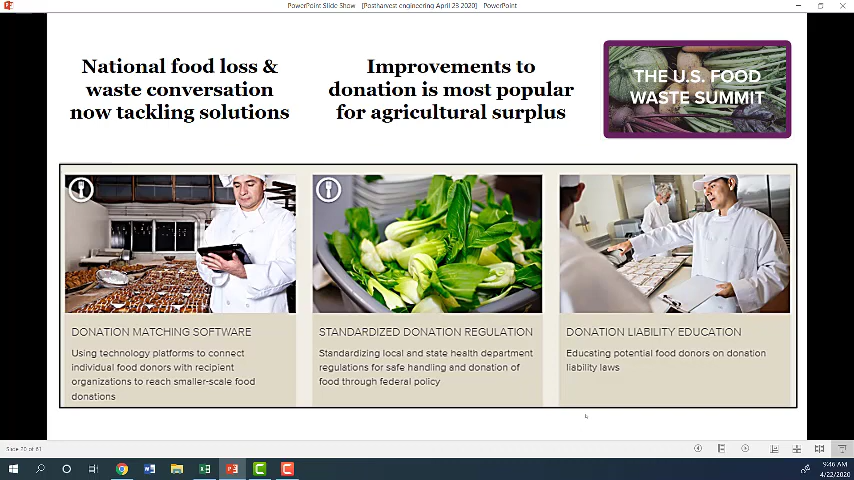 PowerPoint Slide Show - [Postharvest engineering April 23 2020] - PowerPoint
National food loss &
waste conversation
now tackling solutions
Improvements to
donation is most popular
for agricultural surplus
THE U.S. FOOD
WASTE SUMMIT
DONATION MATCHING SOFTWARE
Using technology platforms to connect
individual food donors with recipient
organizations to reach smaller-scale food
donations
STANDARDIZED DONATION REGULATION
Standardizing local and state health department
regulations for safe handling and donation of
food through federal policy
DONATION LIABILITY EDUCATION
Educating potential food donors on donation
liability laws
Slide 20 of 61
9:46 AM
4/22/2020